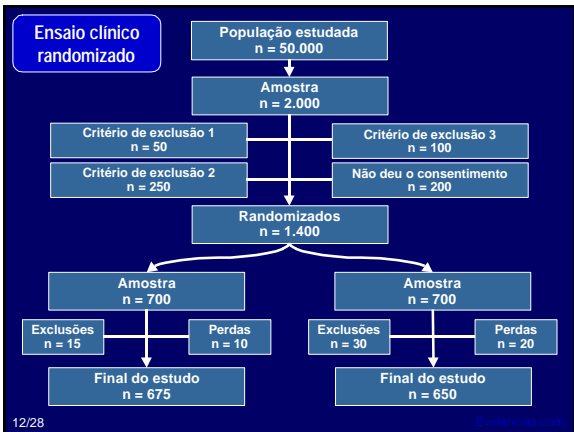 Ensaio clínico
randomizado
População estudada
n = 50.000
Amostra
n = 2.000
Critério de exclusão 1
n = 50
Critério de exclusão 3
n = 100
Critério de exclusão 2
n = 250
Não deu o consentimento
n = 200
Randomizados
n = 1.400
Amostra
n = 700
Amostra
n = 700
Exclusões
n = 15
Perdas
n = 10
Exclusões
n = 30
Perdas
n = 20
Final do estudo
n = 675
Final do estudo
n = 650
12/28